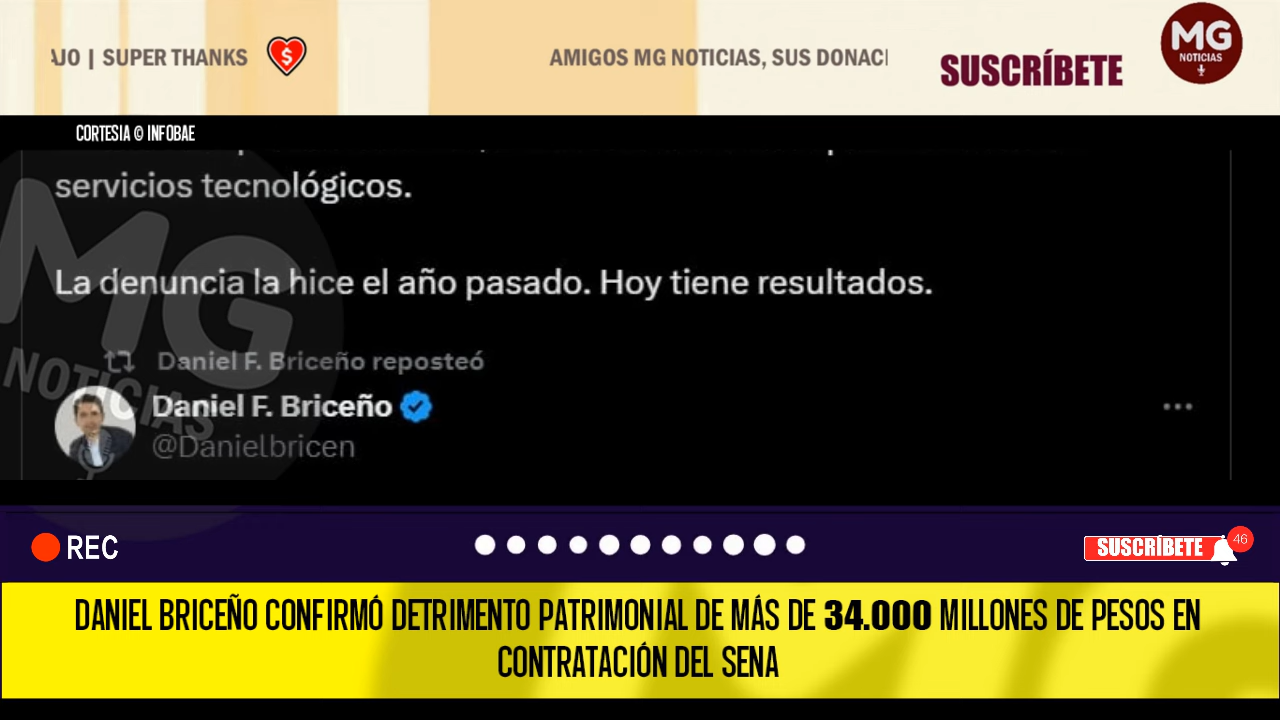 AJO | SUPER THANKS
AMIGOS MG NOTICIAS, SUS DONACI
SUSCRÍBETE
MG
NOTICIAS
CORTESIA © INFOBAE
servicios tecnológicos.
La denuncia la hice el año pasado. Hoy tiene resultados.
MG
NOTICIAS
Daniel F. Briceño reposteó
Daniel F. Briceño
@Danielbricen
REC
SUSCRÍBETE
46
DANIEL BRICEÑO CONFIRMÓ DETRIMENTO PATRIMONIAL DE MÁS DE 34.000 MILLONES DE PESOS EN
CONTRATACIÓN DEL SENA